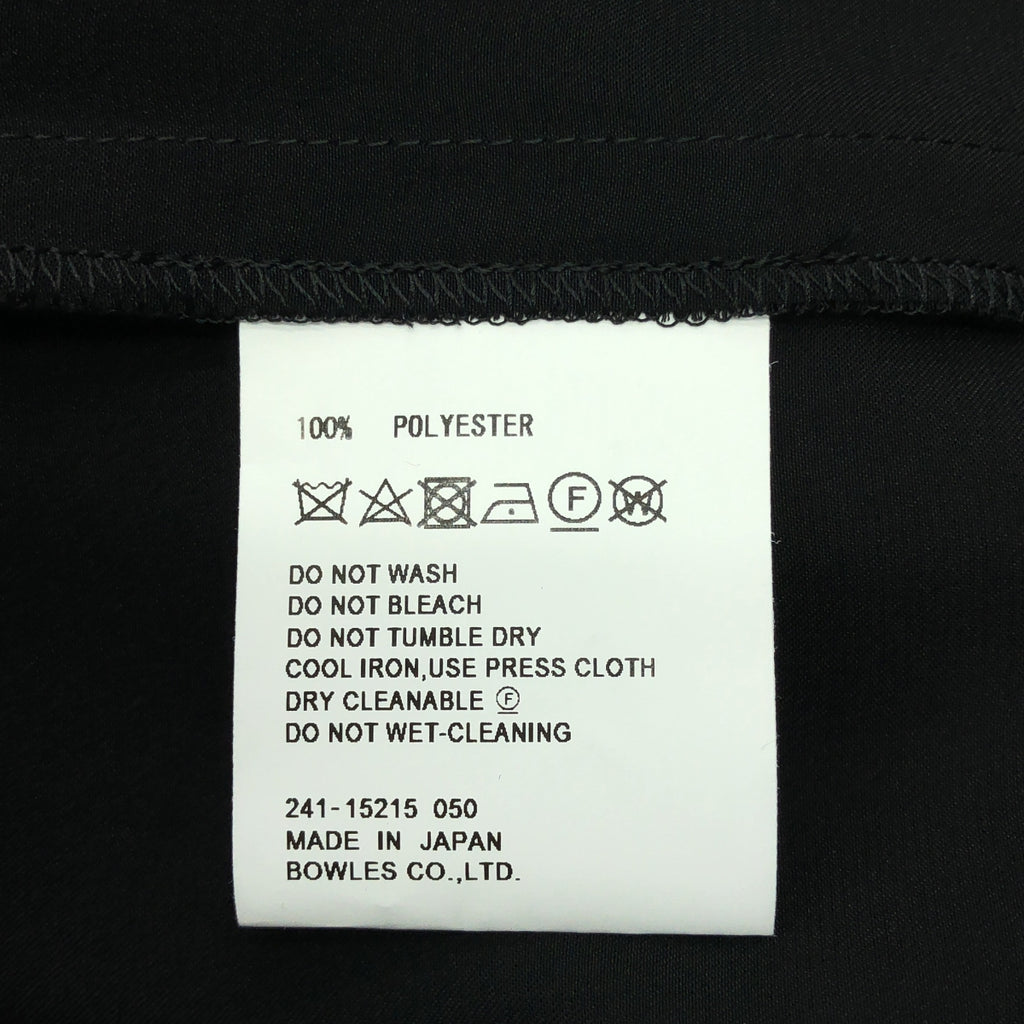 100% POLYESTER
F W
DO NOT WASH
DO NOT BLEACH
DO NOT TUMBLE DRY
COOL IRON,USE PRESS CLOTH
DRY CLEANABLE Ⓕ
DO NOT WET-CLEANING
241-15215 050
MADE IN JAPAN
BOWLES CO.,LTD.